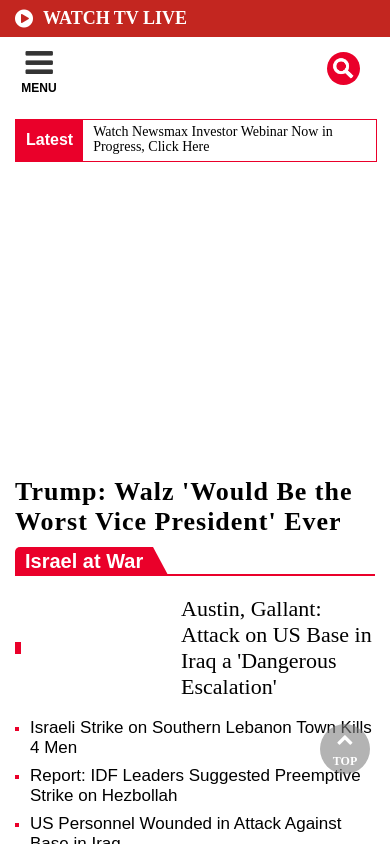 WATCH TV LIVE
MENU
Latest
Watch Newsmax Investor Webinar Now in
Progress, Click Here
Trump: Walz 'Would Be the
Worst Vice President' Ever
Israel at War
Austin, Gallant:
Attack on US Base in
Iraq a 'Dangerous
Escalation'
Israeli Strike on Southern Lebanon Town Kills
4 Men
TOP
Report: IDF Leaders Suggested Preemptive
Strike on Hezbollah
US Personnel Wounded in Attack Against
Base in Iraq